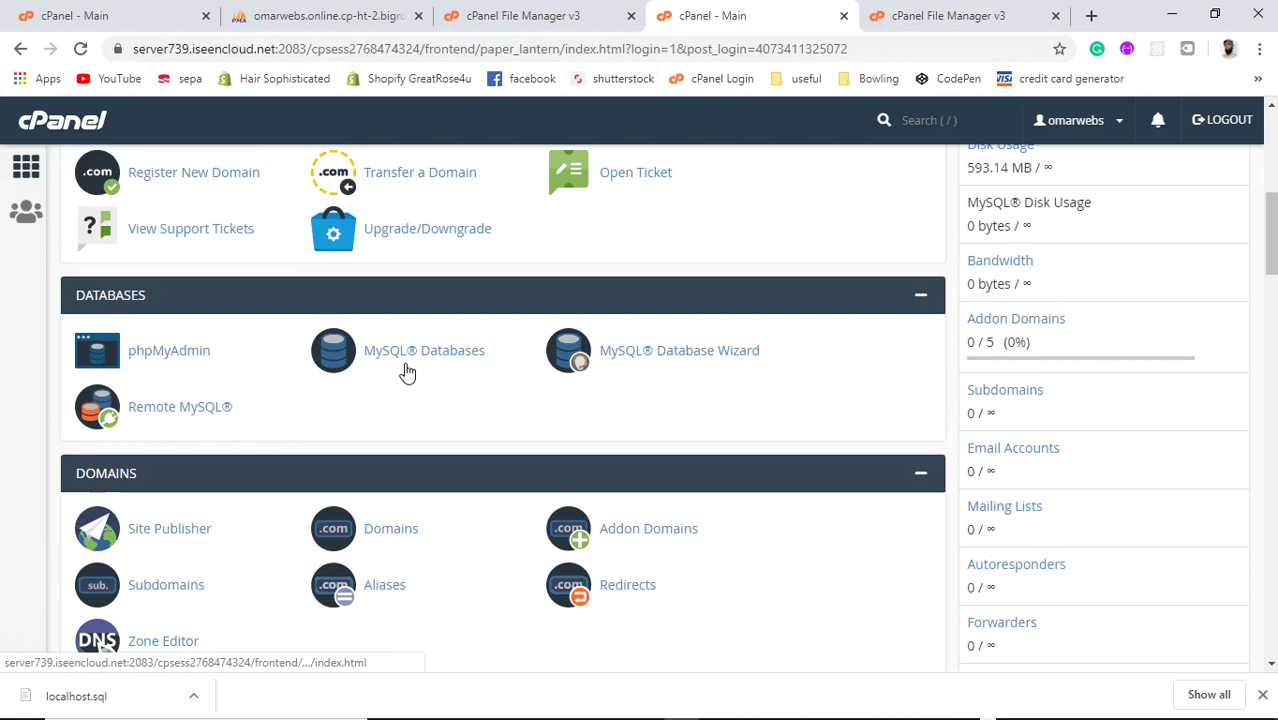 cPanel - Main
omarwebs.online.cp-ht-2.bigro
cPanel File Manager v3
cPanel - Main
cPanel File Manager v3
server739.iseencloud.net:2083/cpsess2768474324/frontend/paper_lantern/index.html?login=1&post_login=4073411325072
Apps
YouTube
sepa
Hair Sophisticated
Shopify GreatRos4u
facebook
shutterstock
cPanel Login
useful
Bowling
CodePen
credit card generator
cPanel
Search ( / )
omarwebs
LOGOUT
Register New Domain
Transfer a Domain
Open Ticket
View Support Tickets
Upgrade/Downgrade
DATABASES
phpMyAdmin
MySQL® Databases
MySQL® Database Wizard
Remote MySQL®
DOMAINS
Site Publisher
Domains
Addon Domains
Subdomains
Aliases
Redirects
Zone Editor
Disk Usage
593.14 MB / ∞
MySQL® Disk Usage
0 bytes / ∞
Bandwidth
0 bytes / ∞
Addon Domains
0 / 5 (0%)
Subdomains
0 / ∞
Email Accounts
0 / ∞
Mailing Lists
0 / ∞
Autoresponders
0 / ∞
Forwarders
0 / ∞
server739.iseencloud.net:2083/cpsess2768474324/frontend/.../index.html
localhost.sql
Show all